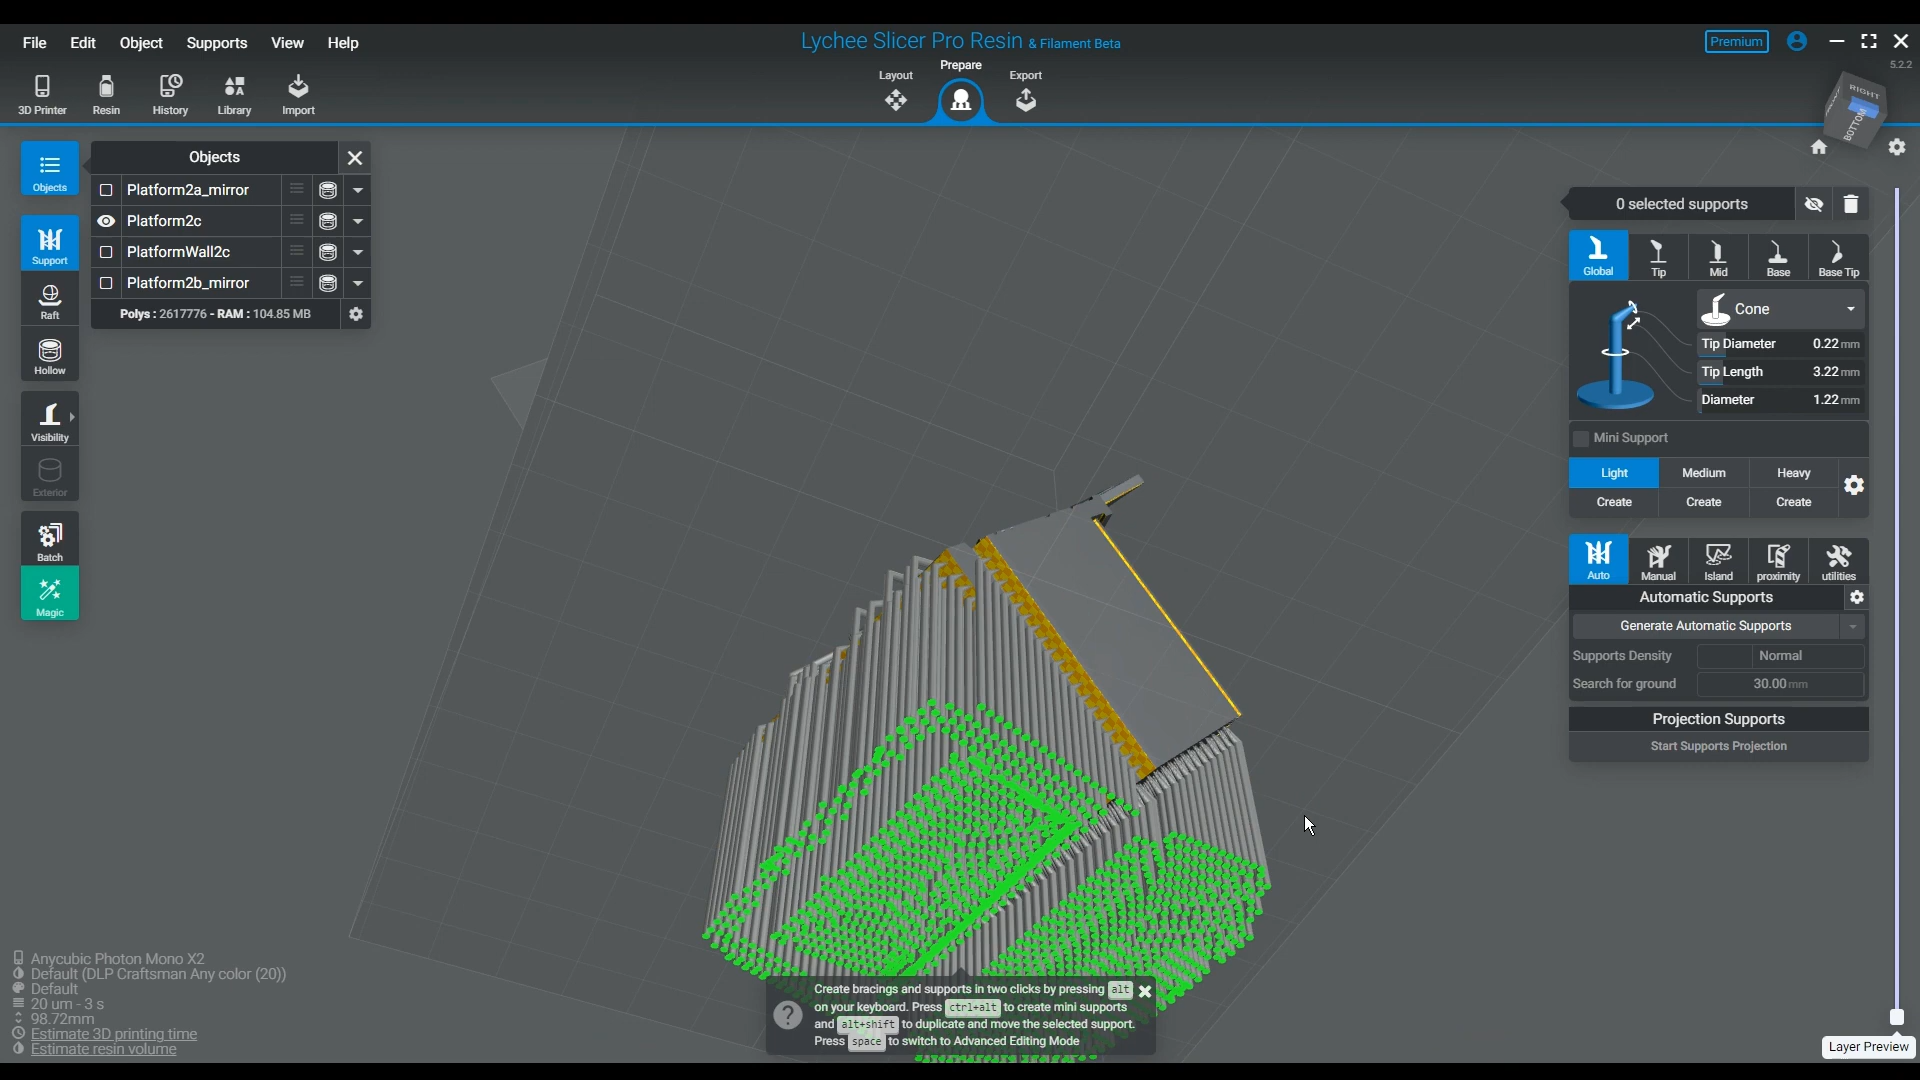 File Edit Object Supports View Help
Lychee Slicer Pro Resin & Filament Beta
Premium
5.2.2
3D Printer Resin History Library Import
Layout Prepare Export
RIGHT
BOTTOM
Objects
Support
Raft
Hollow
Visibility
Exterior
Batch
Magic
Objects
Platform2a_mirror
Platform2c
PlatformWall2c
Platform2b_mirror
Polys : 2617776 - RAM : 104.85 MB
0 selected supports
Global Tip Mid Base Base Tip
Cone
Tip Diameter 0.22 mm
Tip Length 3.22 mm
Diameter 1.22 mm
Mini Support
Light Medium Heavy
Create Create Create
Auto Manual Island proximity utilities
Automatic Supports
Generate Automatic Supports
Supports Density Normal
Search for ground 30.00 mm
Projection Supports
Start Supports Projection
Anycubic Photon Mono X2
Default (DLP Craftsman Any color (20))
Default
20 um - 3 s
98.72mm
Estimate 3D printing time
Estimate resin volume
Create bracings and supports in two clicks by pressing alt
on your keyboard. Press ctrl+alt to create mini supports
and alt+shift to duplicate and move the selected support.
Press space to switch to Advanced Editing Mode
?
Layer Preview